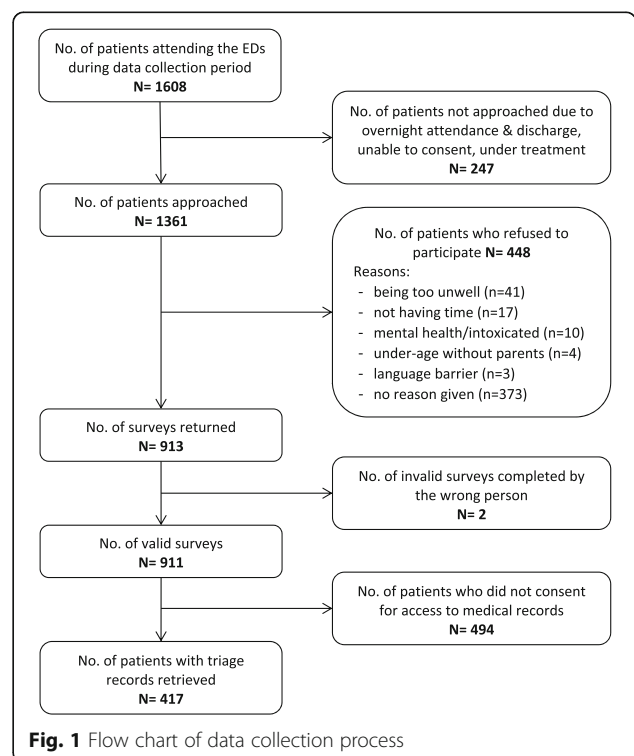 No. of patients attending the EDs
during data collection period
N= 1608
No. of patients not approached due to
overnight attendance & discharge,
unable to consent, under treatment
N= 247
No. of patients approached
N= 1361
No. of patients who refused to
participate N= 448
Reasons:
- being too unwell (n=41)
- not having time (n=17)
- mental health/intoxicated (n=10)
- under-age without parents (n=4)
- language barrier (n=3)
- no reason given (n=373)
No. of surveys returned
N= 913
No. of invalid surveys completed by
the wrong person
N= 2
No. of valid surveys
N= 911
No. of patients who did not consent
for access to medical records
N= 494
No. of patients with triage
records retrieved
N= 417
Fig. 1 Flow chart of data collection process